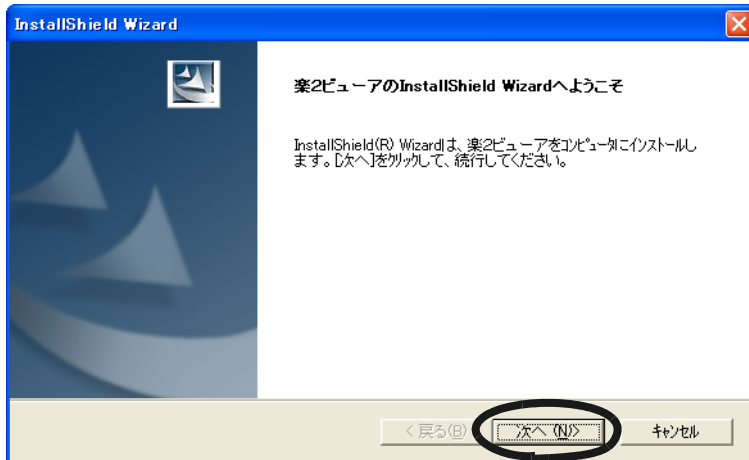 InstallShield Wizard
楽2ビューアのInstallShield Wizardへようこそ
InstallShield(R) Wizardは、楽2ビューアをコンピュータにインストールし
ます。[次へ]をクリックして、続行してください。
< 戻る(B)
次へ (N)>
キャンセル